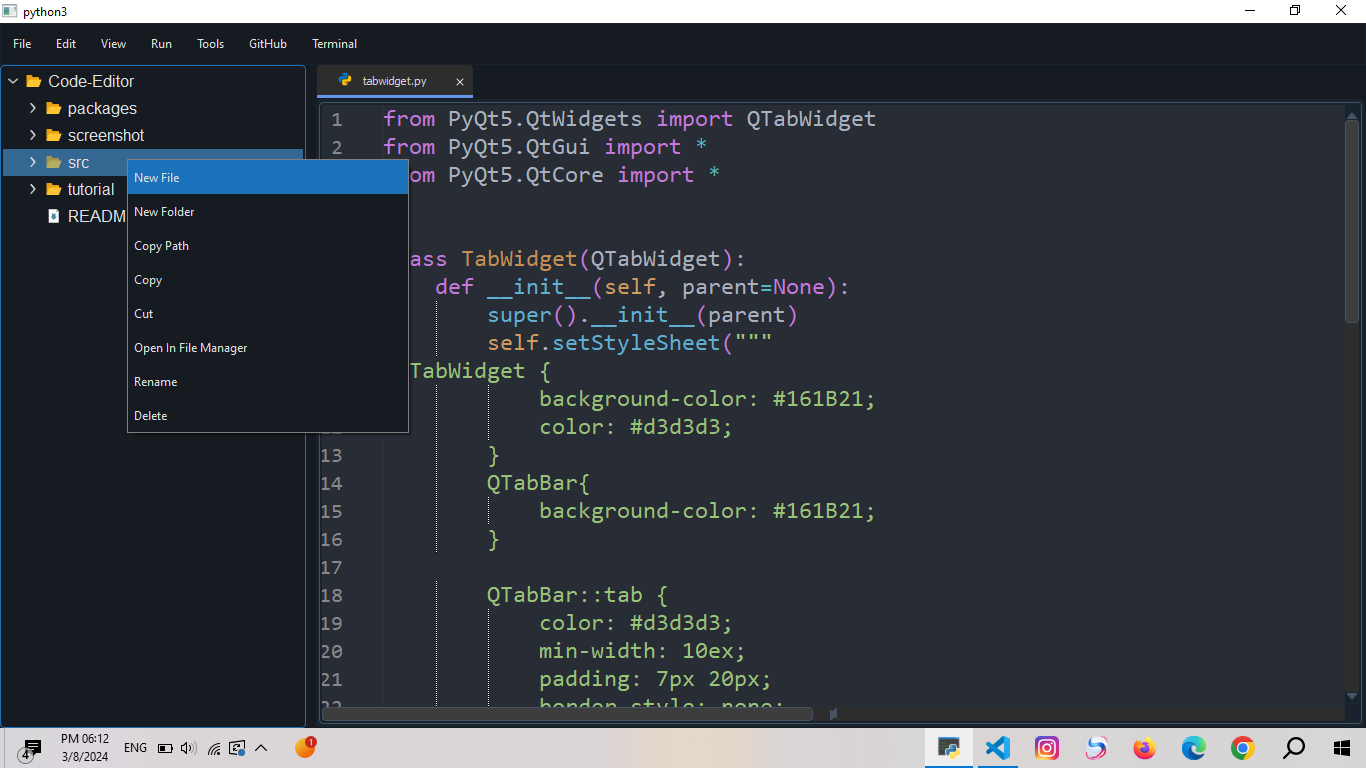 python3
File Edit View Run Tools GitHub Terminal
Code-Editor
packages
screenshot
src
tutorial
READM
New File
New Folder
Copy Path
Copy
Cut
Open In File Manager
Rename
Delete
tabwidget.py
1 from PyQt5.QtWidgets import QTabWidget
2 from PyQt5.QtGui import *
om PyQt5.QtCore import *
ass TabWidget(QTabWidget):
def __init__(self, parent=None):
super().__init__(parent)
self.setStyleSheet("""
TabWidget {
background-color: #161B21;
color: #d3d3d3;
13 }
14 QTabBar{
15 background-color: #161B21;
16 }
17
18 QTabBar::tab {
19 color: #d3d3d3;
20 min-width: 10ex;
21 padding: 7px 20px;
22 border-style: none;
4
PM 06:12
3/8/2024
ENG
1